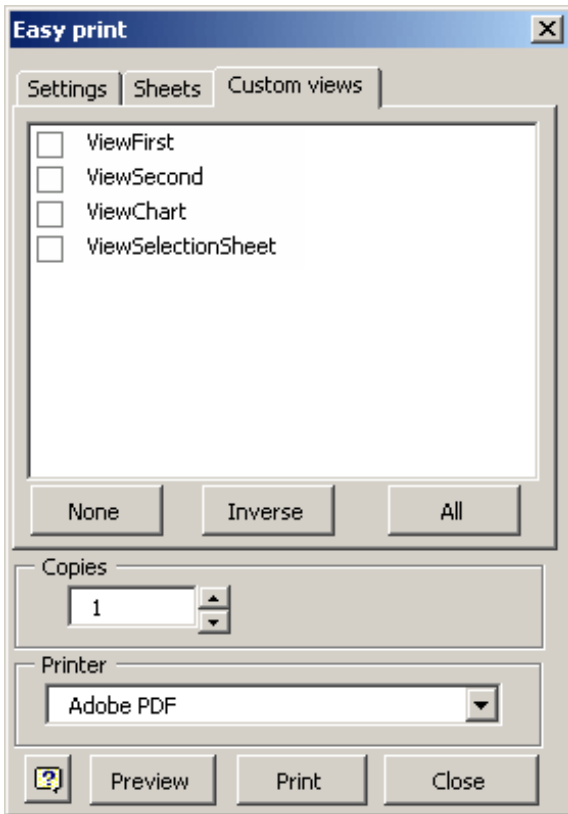 Easy print
Settings Sheets Custom views
ViewFirst
ViewSecond
ViewChart
ViewSelectionSheet
None Inverse All
Copies
1
Printer
Adobe PDF
? Preview Print Close